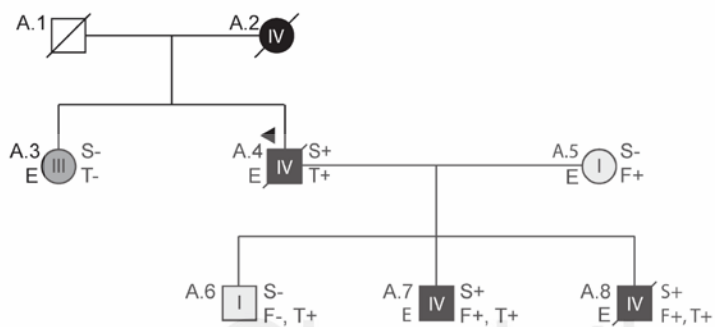 A.1
A.2
IV
A.3 III S-
E T-
A.4 IV S+
E T+
A.5 I S-
E F+
A.6 I S-
F-, T+
A.7 IV S+
E F+, T+
A.8 IV S+
E F+, T+